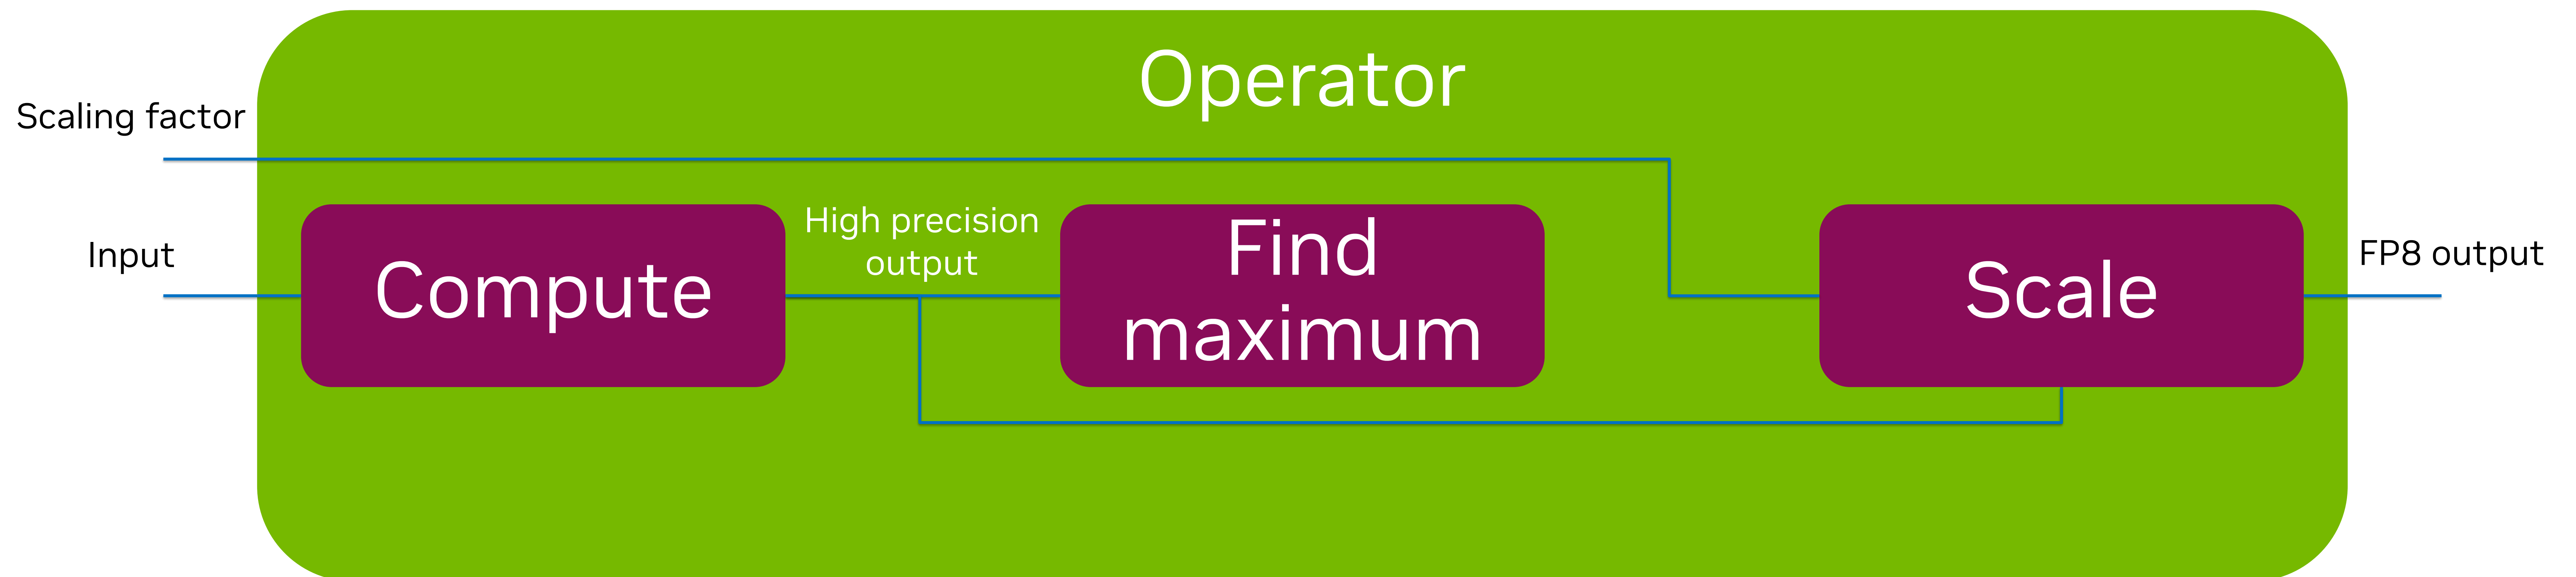 Operator
Scaling factor
High precision
output
Input
Compute
Find
maximum
Scale
FP8 output